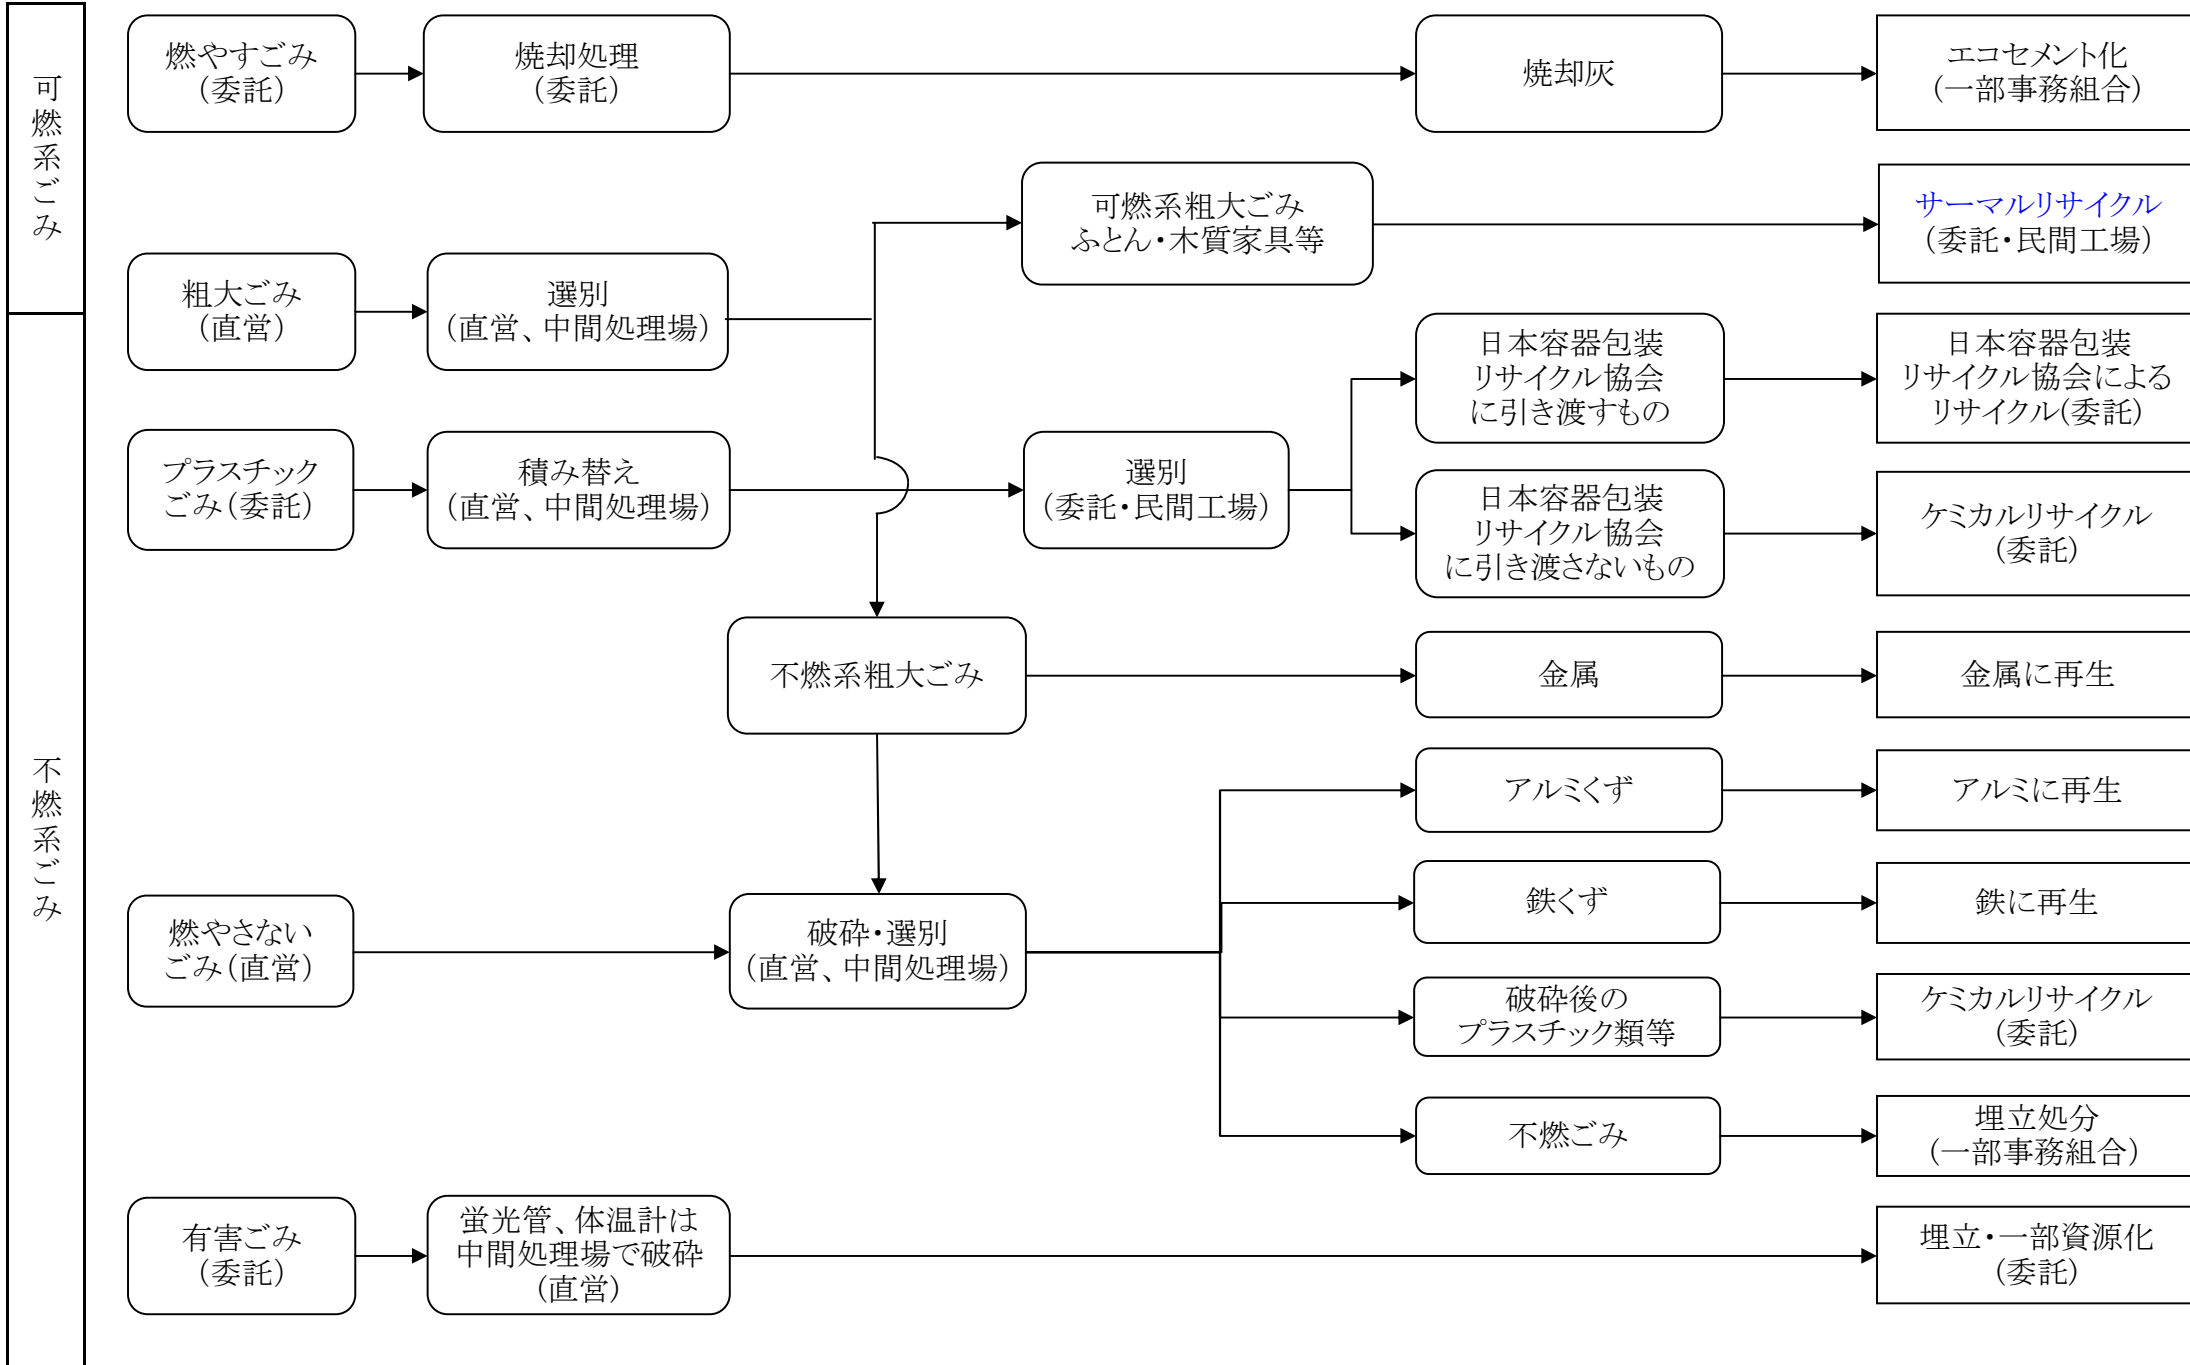 可燃系ごみ
燃やすごみ
(委託)
焼却処理
(委託)
焼却灰
エコセメント化
(一部事務組合)
可燃系粗大ごみ
ふとん・木質家具等
サーマルリサイクル
(委託・民間工場)
粗大ごみ
(直営)
選別
(直営、中間処理場)
不燃系ごみ
日本容器包装
リサイクル協会
に引き渡すもの
日本容器包装
リサイクル協会による
リサイクル(委託)
プラスチック
ごみ(委託)
積み替え
(直営、中間処理場)
選別
(委託・民間工場)
日本容器包装
リサイクル協会
に引き渡さないもの
ケミカルリサイクル
(委託)
不燃系粗大ごみ
金属
金属に再生
アルミくず
アルミに再生
燃やさない
ごみ(直営)
破砕・選別
(直営、中間処理場)
鉄くず
鉄に再生
破砕後の
プラスチック類等
ケミカルリサイクル
(委託)
不燃ごみ
埋立処分
(一部事務組合)
有害ごみ
(委託)
蛍光管、体温計は
中間処理場で破砕
(直営)
埋立・一部資源化
(委託)